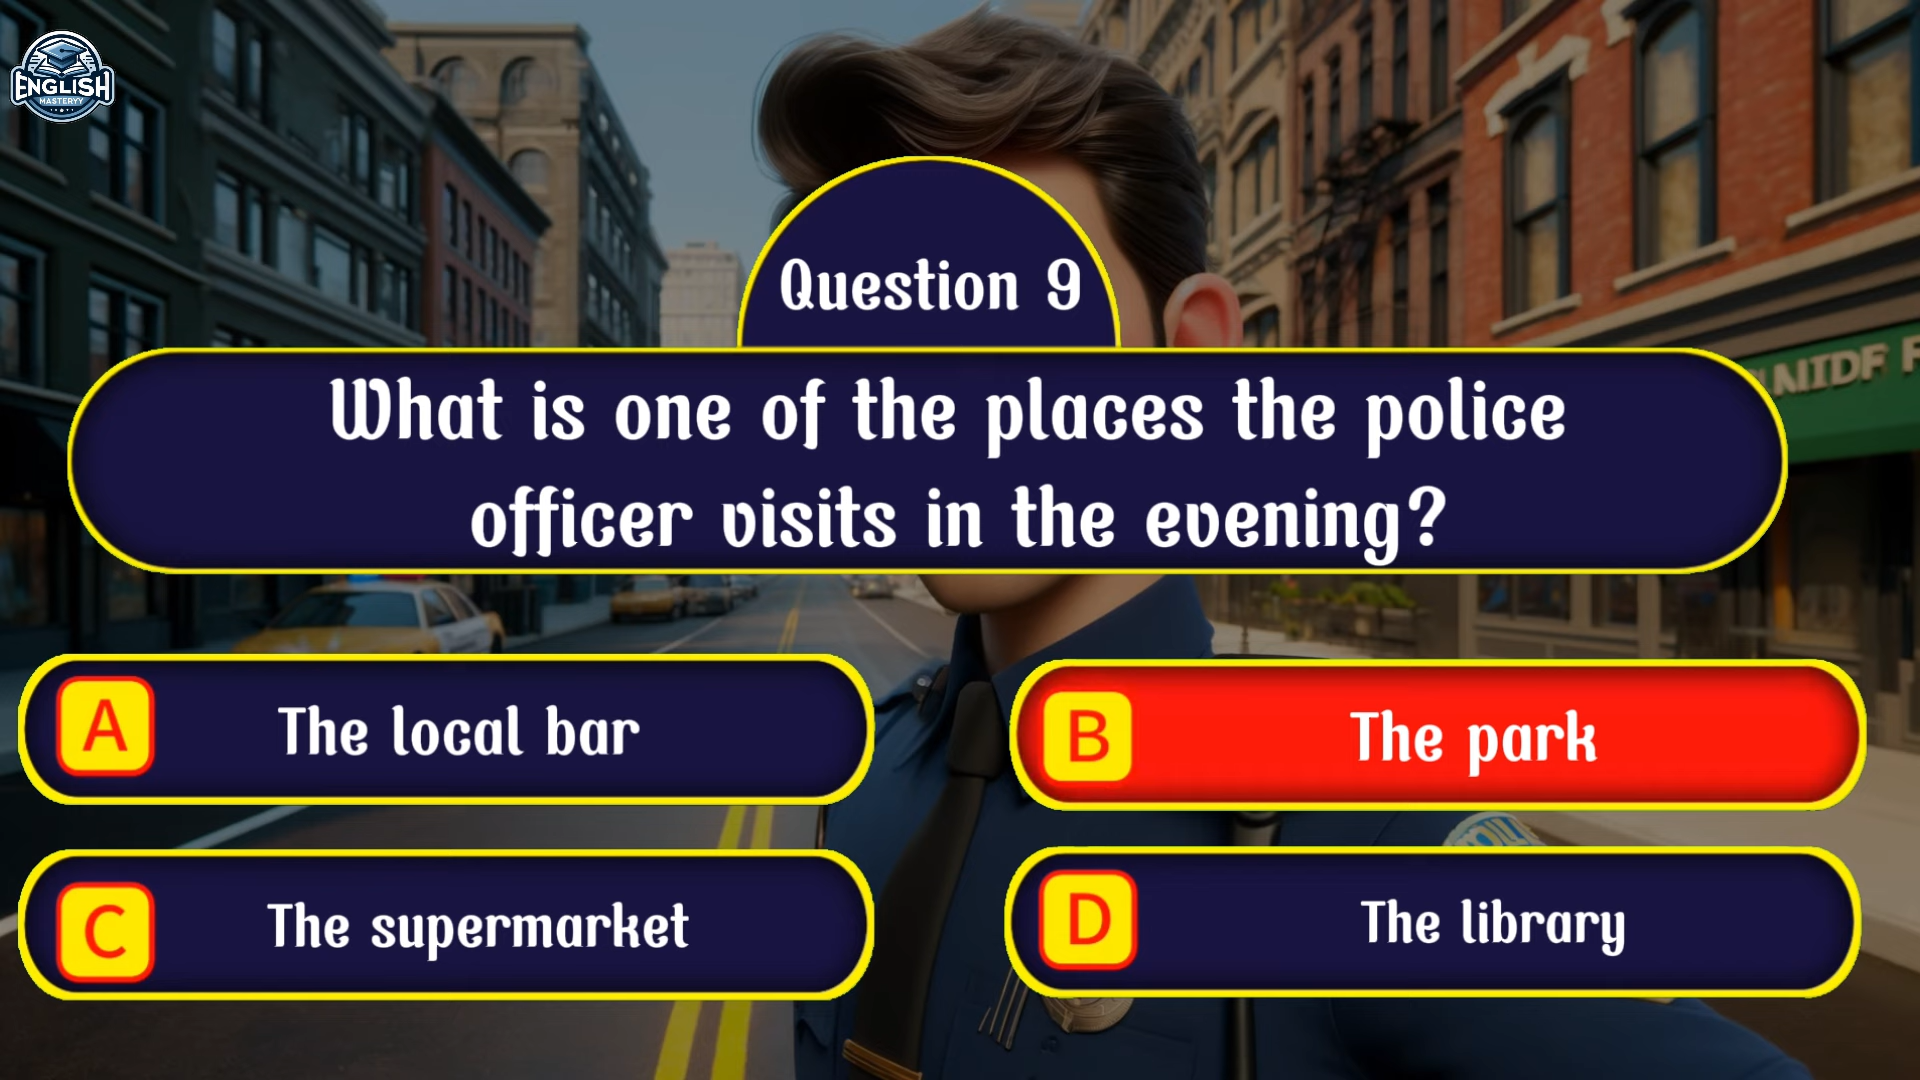 ENGLISH
MASTERYY
Question 9
What is one of the places the police
officer visits in the evening?
A The local bar
B The park
C The supermarket
D The library